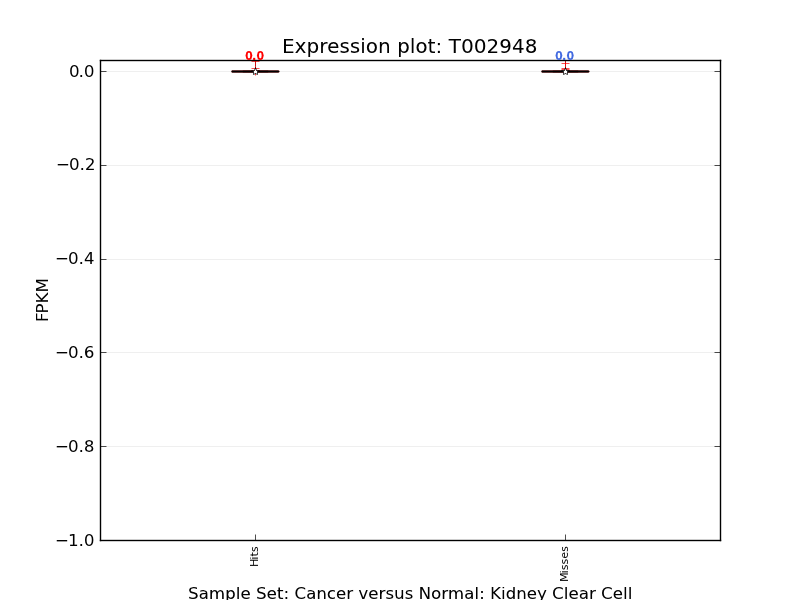 Expression plot: T002948
0.0 0.0
0.0
−0.2
−0.4
−0.6
−0.8
−1.0
FPKM
Hits
Misses
Sample Set: Cancer versus Normal: Kidney Clear Cell